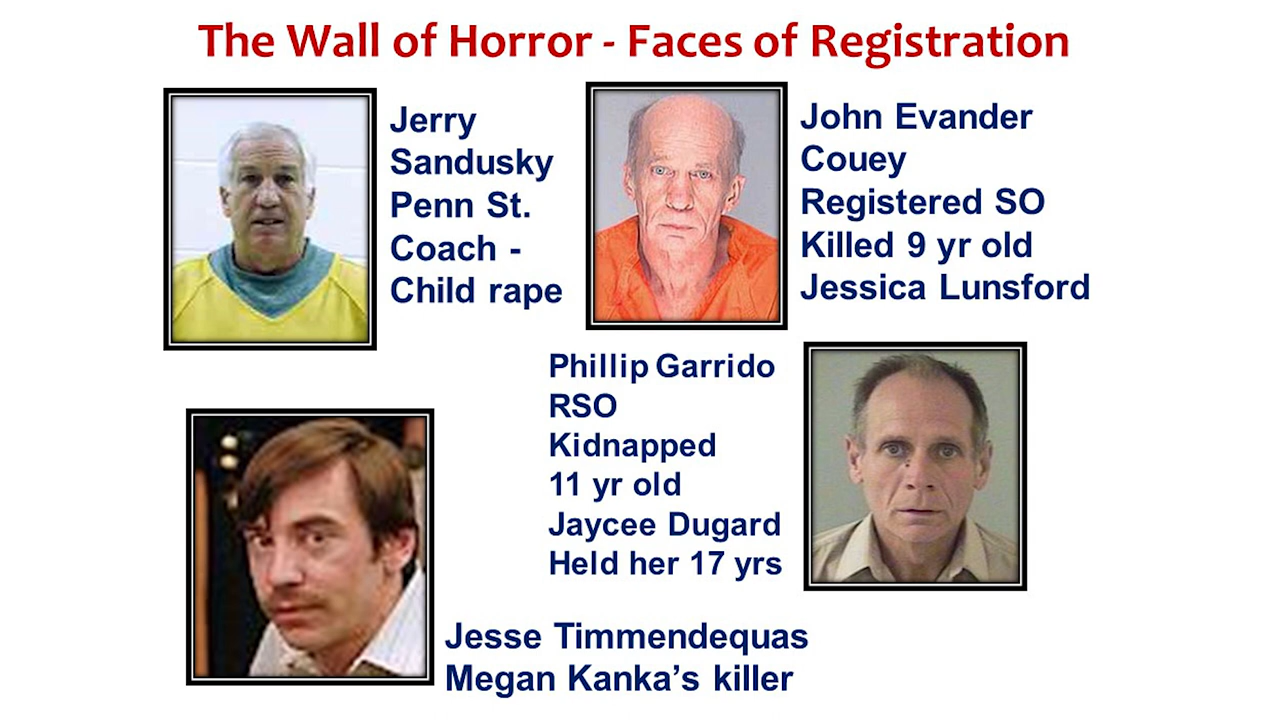 The Wall of Horror - Faces of Registration
Jerry
Sandusky
Penn St.
Coach -
Child rape
John Evander
Couey
Registered SO
Killed 9 yr old
Jessica Lunsford
Phillip Garrido
RSO
Kidnapped
11 yr old
Jaycee Dugard
Held her 17 yrs
Jesse Timmendequas
Megan Kanka's killer